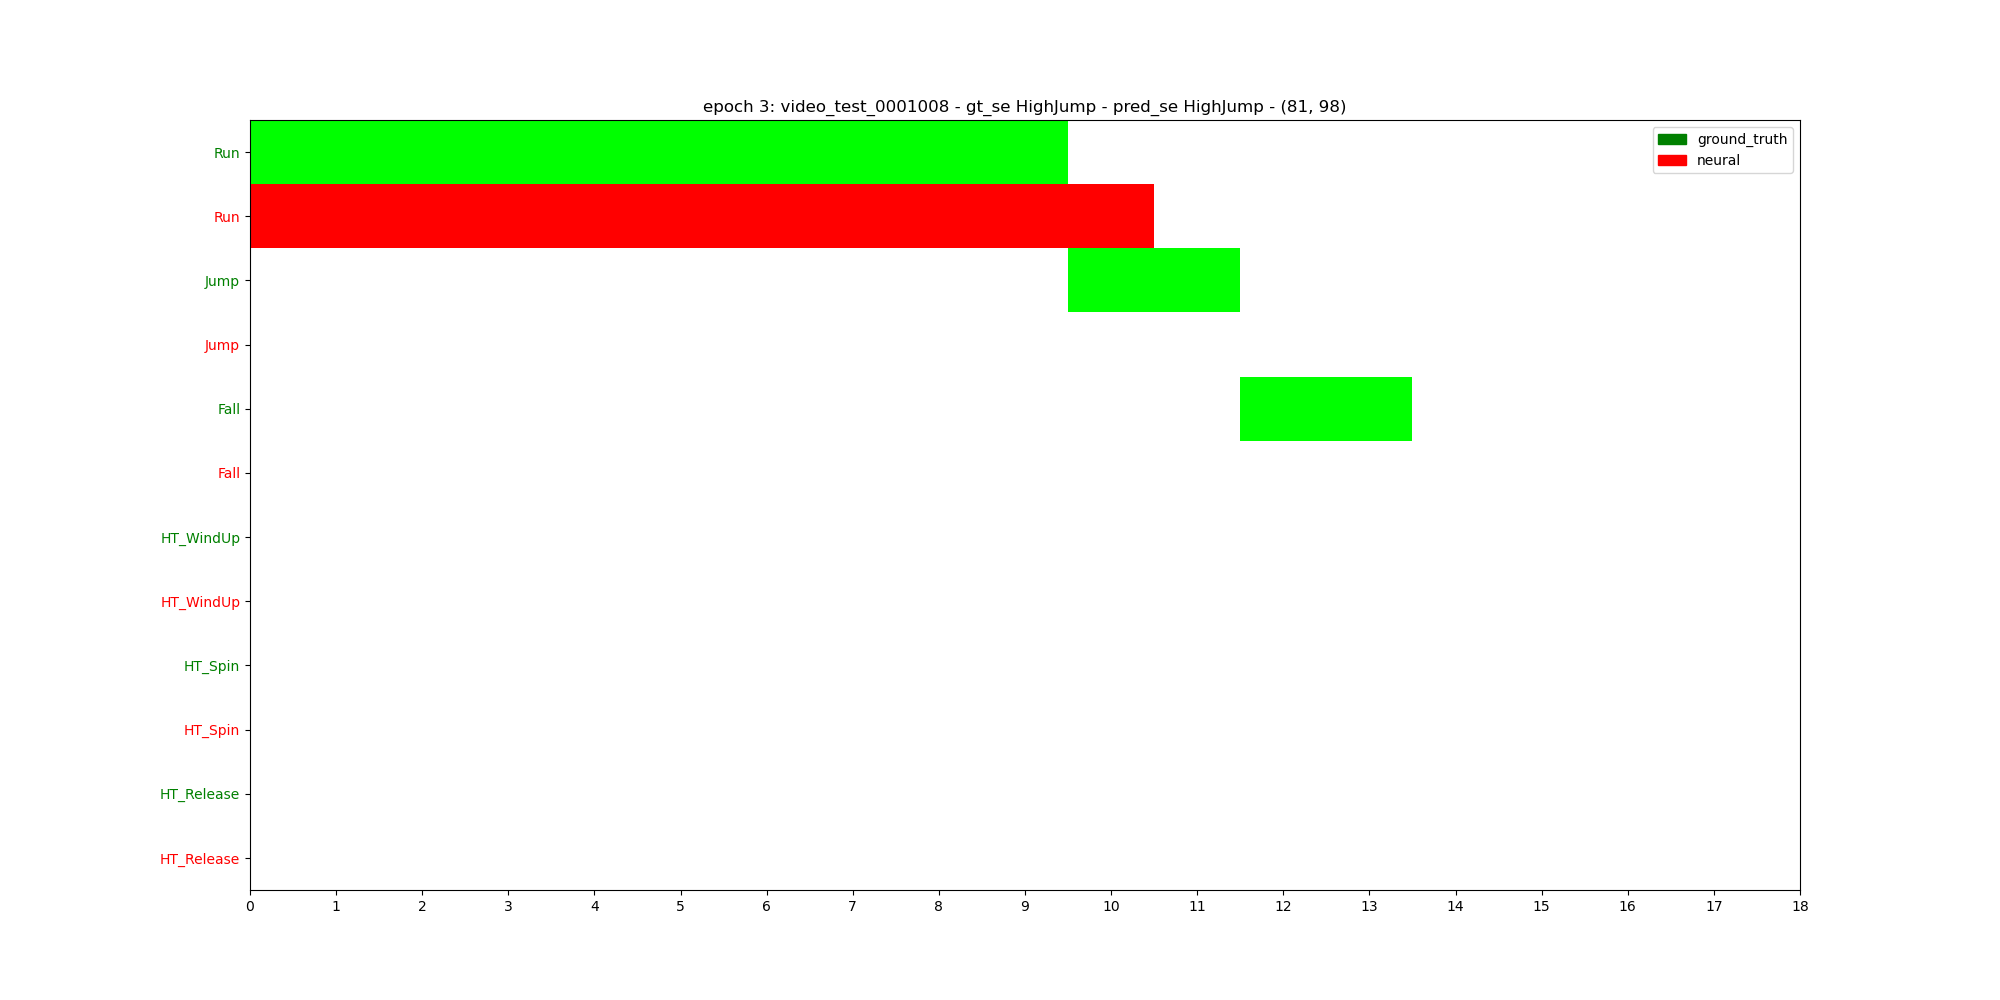 epoch 3: video_test_0001008 - gt_se HighJump - pred_se HighJump - (81, 98)
ground_truth
neural
Run
Run
Jump
Jump
Fall
Fall
HT_WindUp
HT_WindUp
HT_Spin
HT_Spin
HT_Release
HT_Release
0 1 2 3 4 5 6 7 8 9 10 11 12 13 14 15 16 17 18